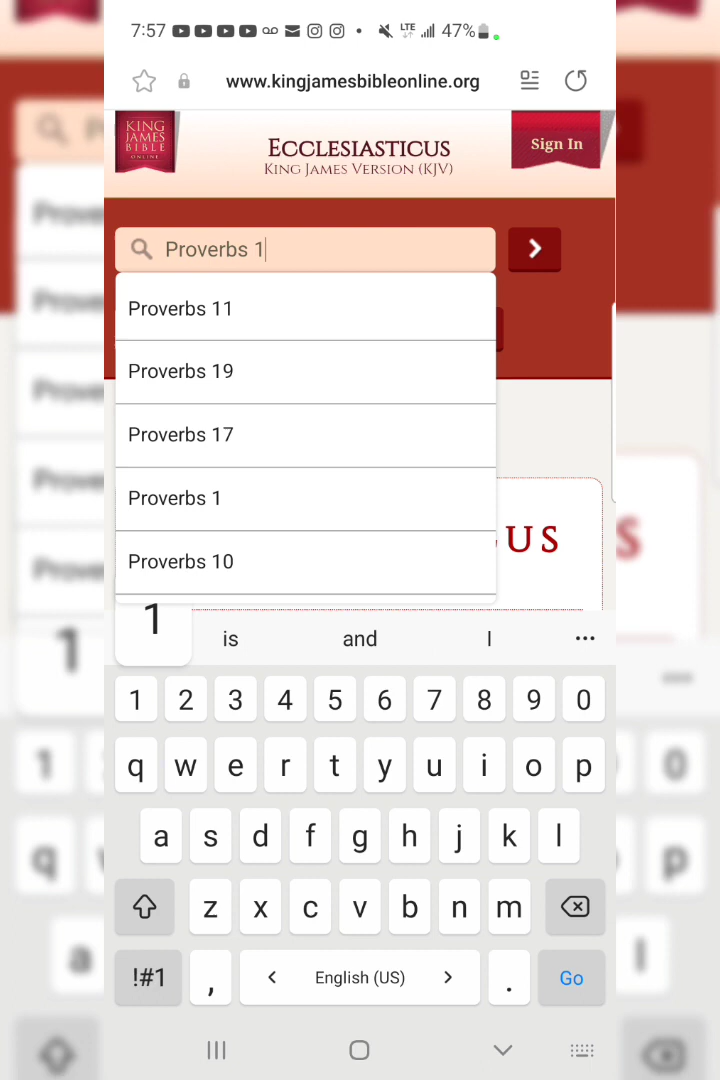 7:57 LTE 47%
www.kingjamesbibleonline.org
KING
JAMES
BIBLE
ONLINE
ECCLESIASTICUS
KING JAMES VERSION (KJV)
Sign In
Proverbs 1
Proverbs 11
Proverbs 19
Proverbs 17
Proverbs 1
Proverbs 10
US
1 is and I ...
1 2 3 4 5 6 7 8 9 0
q w e r t y u i o p
a s d f g h j k l
z x c v b n m
!#1 , < English (US) > . Go